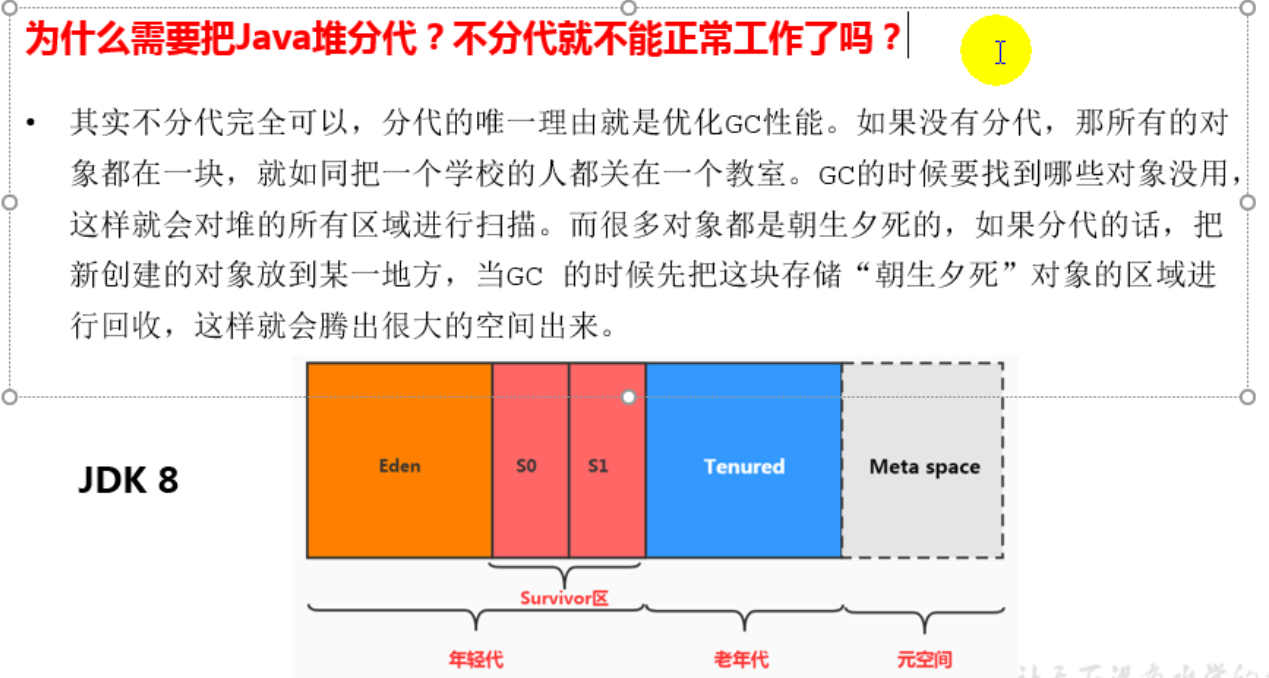 为什么需要把Java堆分代？不分代就不能正常工作了吗？
• 其实不分代完全可以，分代的唯一理由就是优化GC性能。如果没有分代，那所有的对
象都在一块，就如同把一个学校的人都关在一个教室。GC的时候要找到哪些对象没用，
这样就会对堆的所有区域进行扫描。而很多对象都是朝生夕死的，如果分代的话，把
新创建的对象放到某一地方，当GC 的时候先把这块存储“朝生夕死”对象的区域进
行回收，这样就会腾出很大的空间出来。
JDK 8
Eden
S0
S1
Tenured
Meta space
Survivor区
年轻代
老年代
元空间